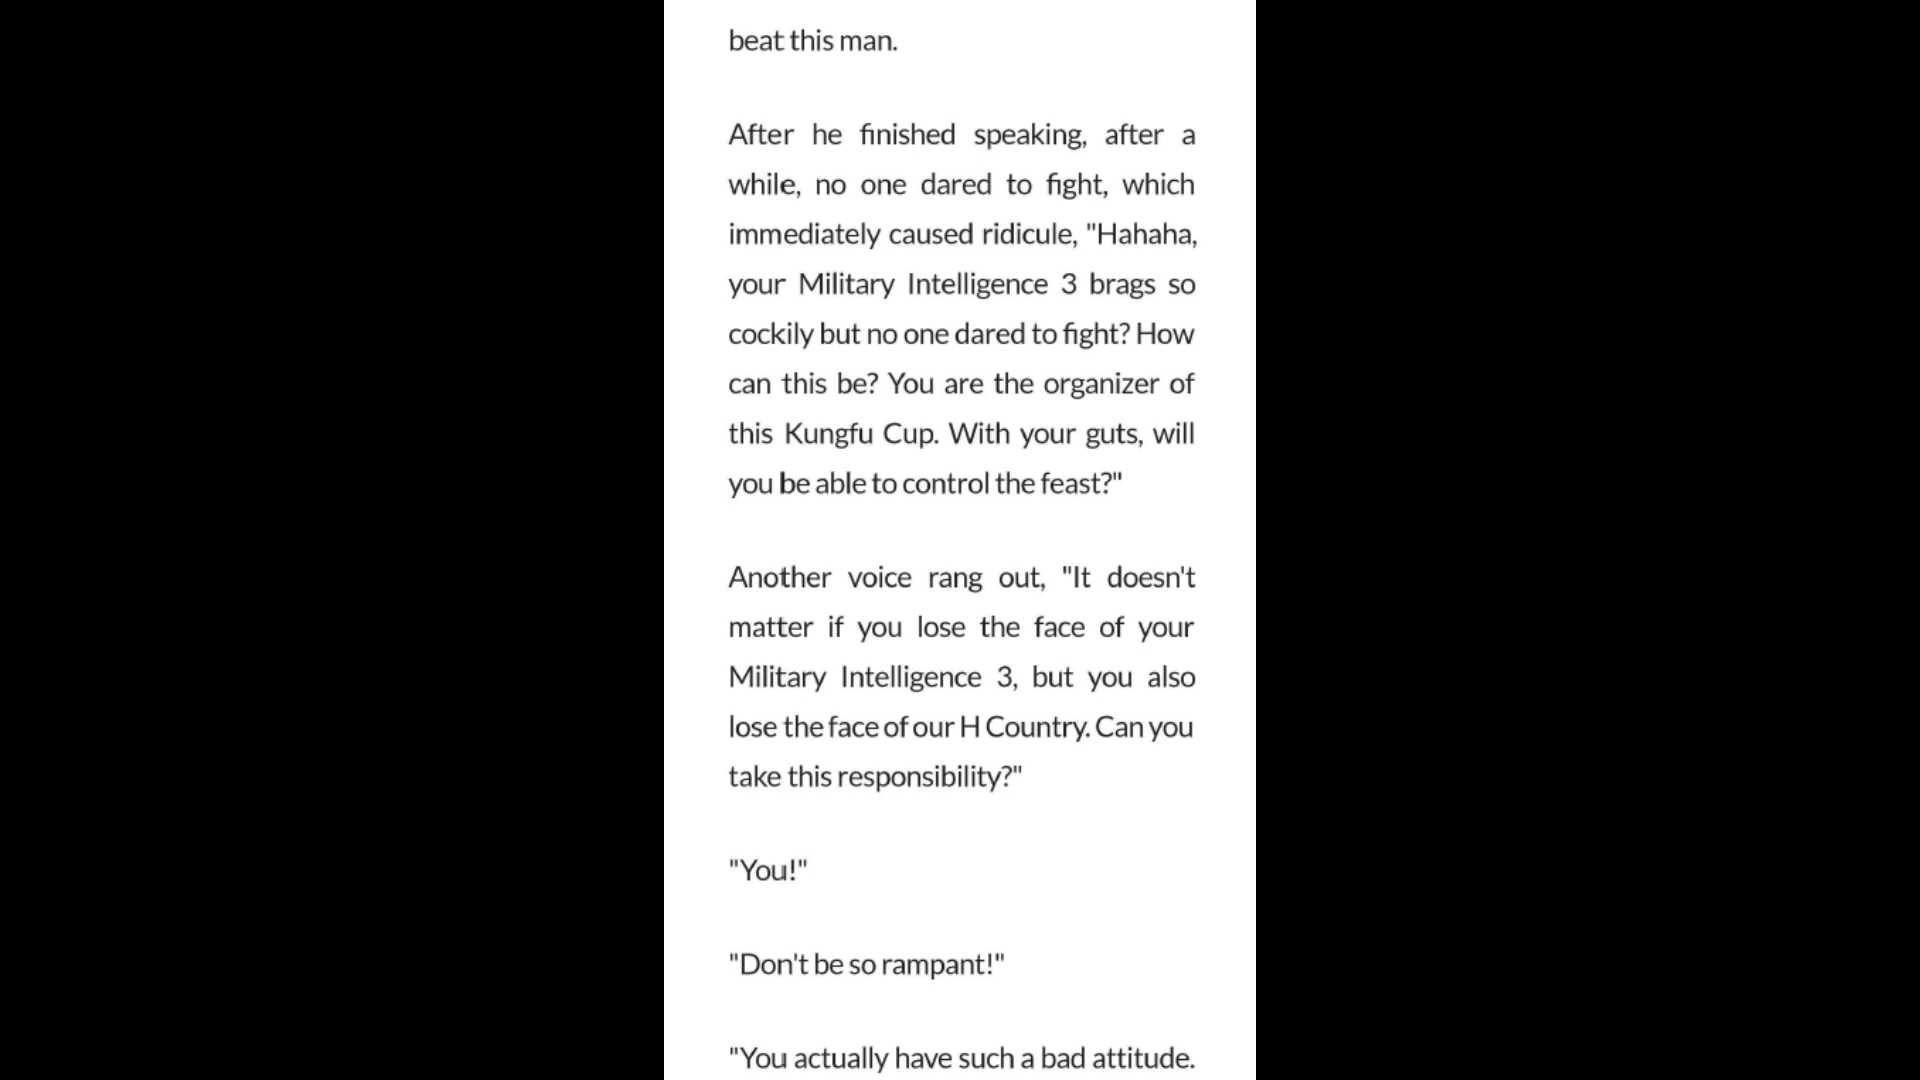 beat this man.
After he finished speaking, after a
while, no one dared to fight, which
immediately caused ridicule, "Hahaha,
your Military Intelligence 3 brags so
cockily but no one dared to fight? How
can this be? You are the organizer of
this Kungfu Cup. With your guts, will
you be able to control the feast?"
Another voice rang out, "It doesn't
matter if you lose the face of your
Military Intelligence 3, but you also
lose the face of our H Country. Can you
take this responsibility?"
"You!"
"Don't be so rampant!"
"You actually have such a bad attitude.